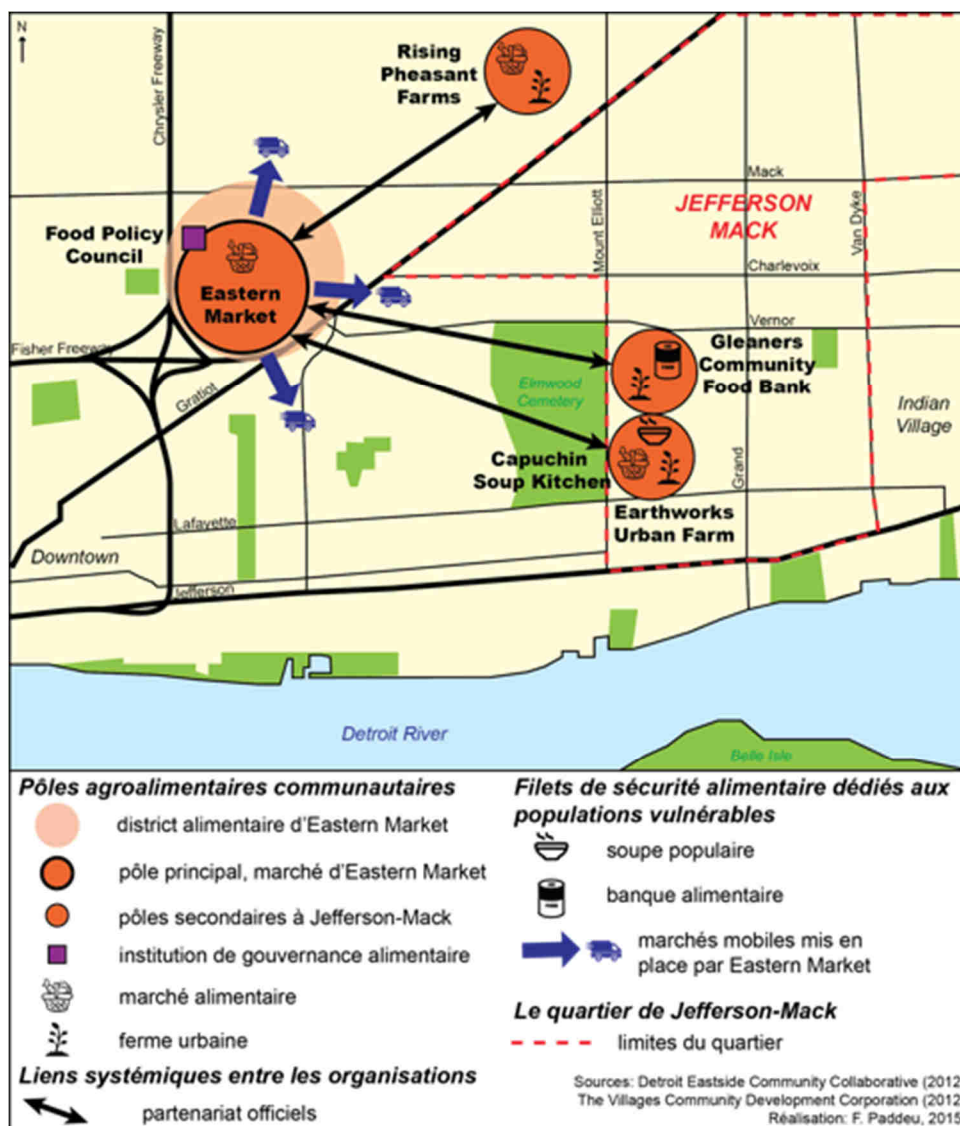 N
Chrysler Freeway
Rising
Pheasant
Farms
Mack
JEFFERSON
MACK
Mount Elliott
Van Dyke
Charlevoix
Food Policy
Council
Eastern
Market
Vernor
Fisher Freeway
Gratiot
Gleaners
Community
Food Bank
Elmwood
Cemetery
Indian
Village
Capuchin
Soup Kitchen
Grand
Earthworks
Urban Farm
Lafayette
Downtown
Jefferson
Detroit River
Belle Isle
Pôles agroalimentaires communautaires
district alimentaire d'Eastern Market
pôle principal, marché d'Eastern Market
pôles secondaires à Jefferson-Mack
institution de gouvernance alimentaire
marché alimentaire
ferme urbaine
Liens systémiques entre les organisations
partenariat officiels
Filets de sécurité alimentaire dédiés aux
populations vulnérables
soupe populaire
banque alimentaire
marchés mobiles mis en
place par Eastern Market
Le quartier de Jefferson-Mack
limites du quartier
Sources: Detroit Eastside Community Collaborative (2012
The Villages Community Development Corporation (2012
Réalisation: F. Paddeu, 2015